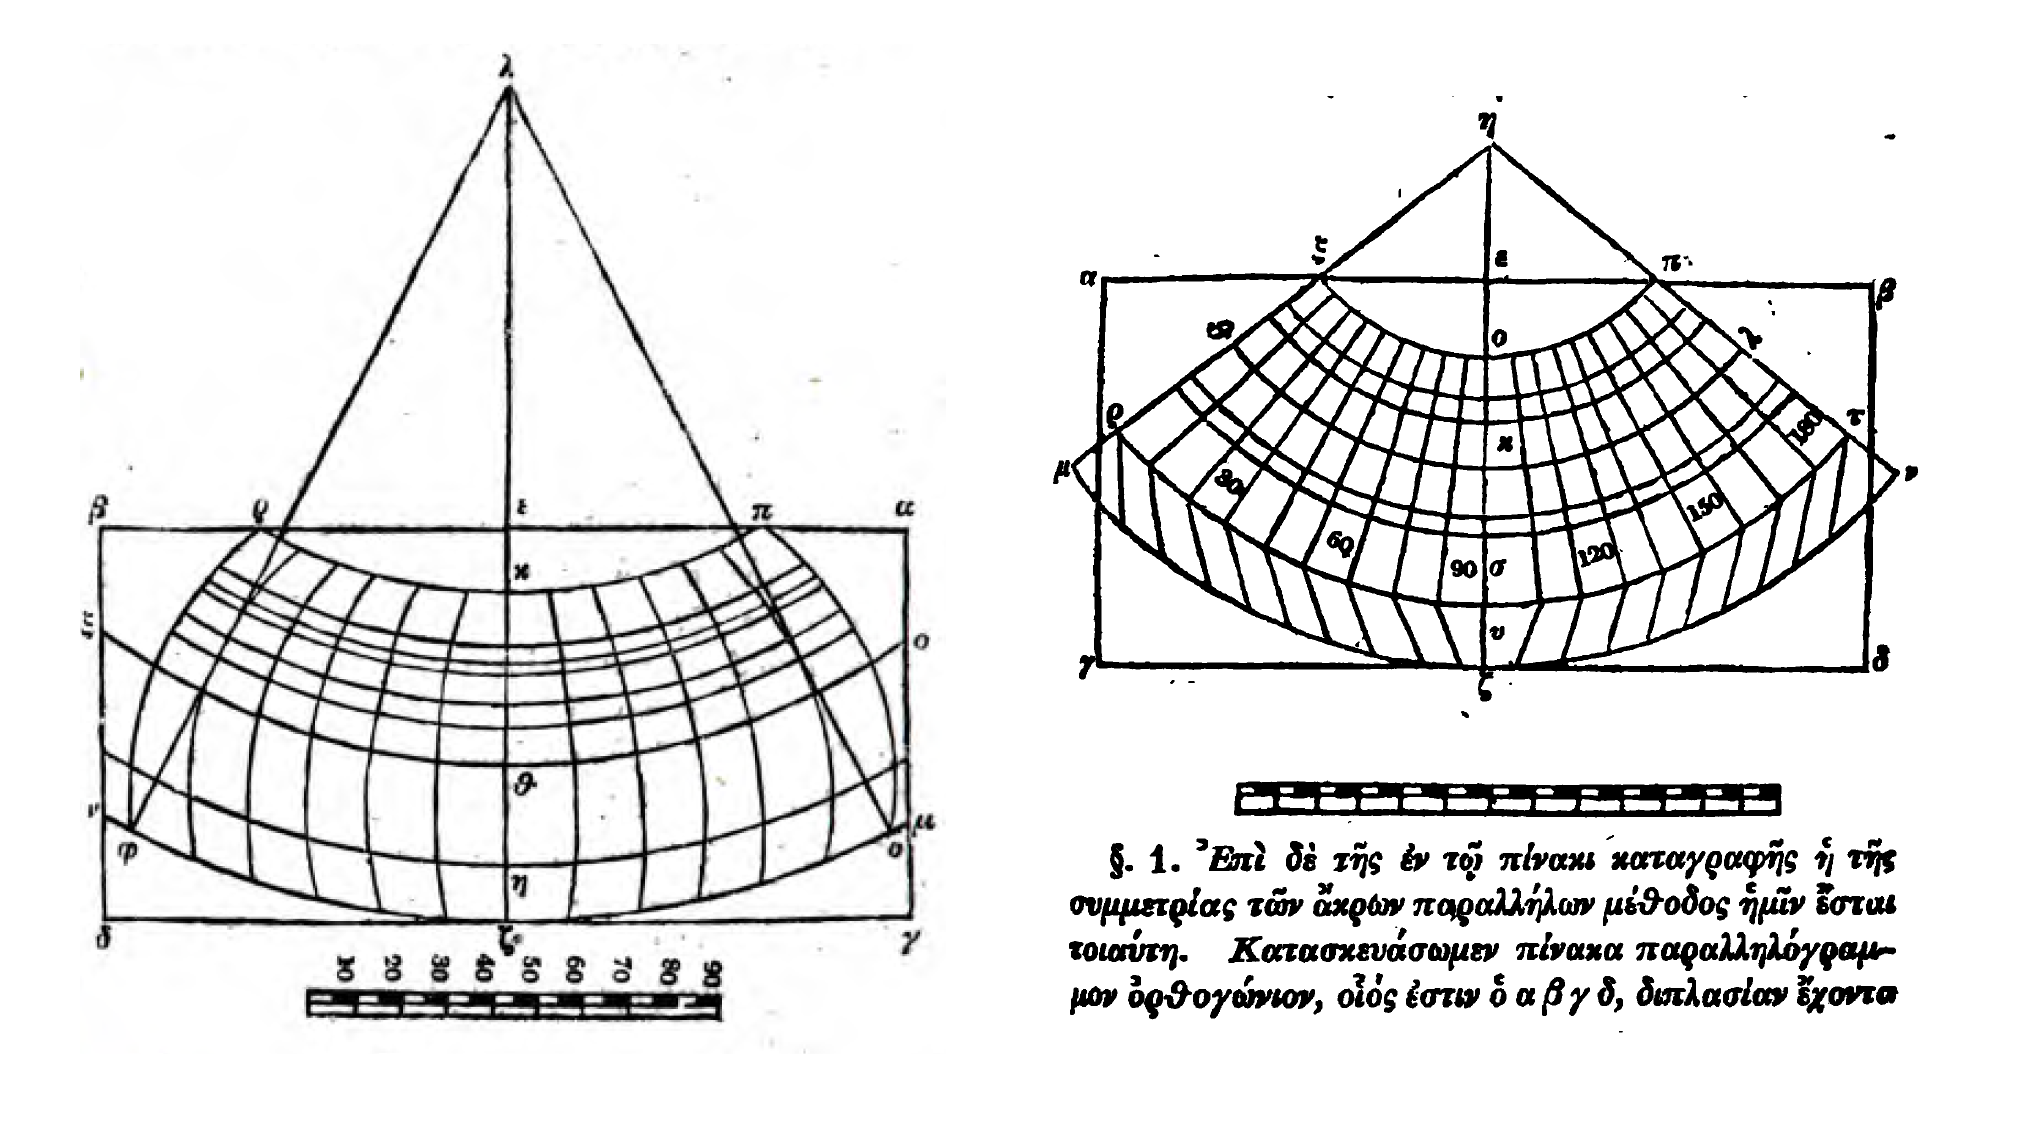 λ
β ϱ ε π α
κ
ξ ο
ϑ
ν μ
φ ο
η
δ ζ γ
10 20 30 40 50 60 70 80 90
η
ξ ε π
α β
ο
λ
κ
ϱ τ
μ ν
30 60 90 σ 120 150 180
υ
γ ζ δ
§. 1. Ἐπὶ δὲ τῆς ἐν τῷ πίνακι καταγραφῆς ἡ τῆς
συμμετρίας τῶν ἄκρων παραλλήλων μέϑοδος ἡμῖν ἔσται
τοιαύτη. Κατασκευάσωμεν πίνακα παραλληλόγραμ-
μον ὀρϑογώνιον, οἷός ἐστιν ὁ α β γ δ, διπλασίαν ἔχοντα